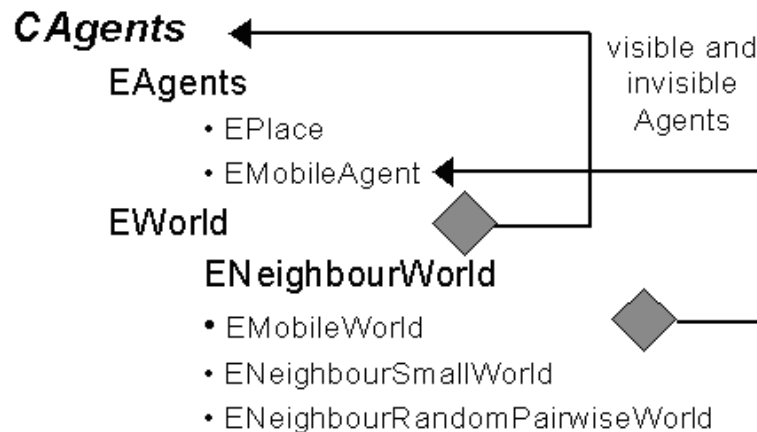 CAgents
visible and
invisible
Agents
EAgents
• EPlace
• EMobileAgent
EWorld
ENeighbourWorld
• EMobileWorld
• ENeighbourSmallWorld
• ENeighbourRandomPairwiseWorld